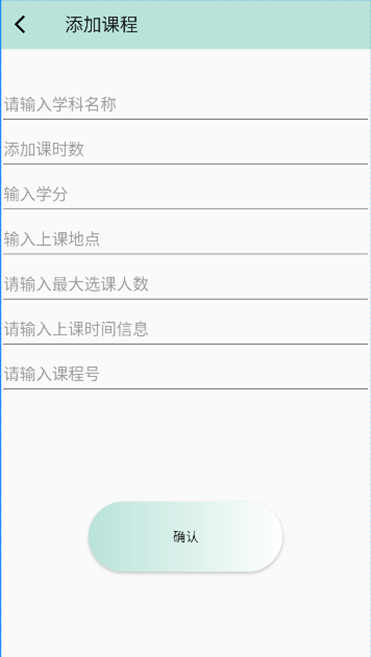 添加课程
请输入学科名称
添加课时数
输入学分
输入上课地点
请输入最大选课人数
请输入上课时间信息
请输入课程号
确认